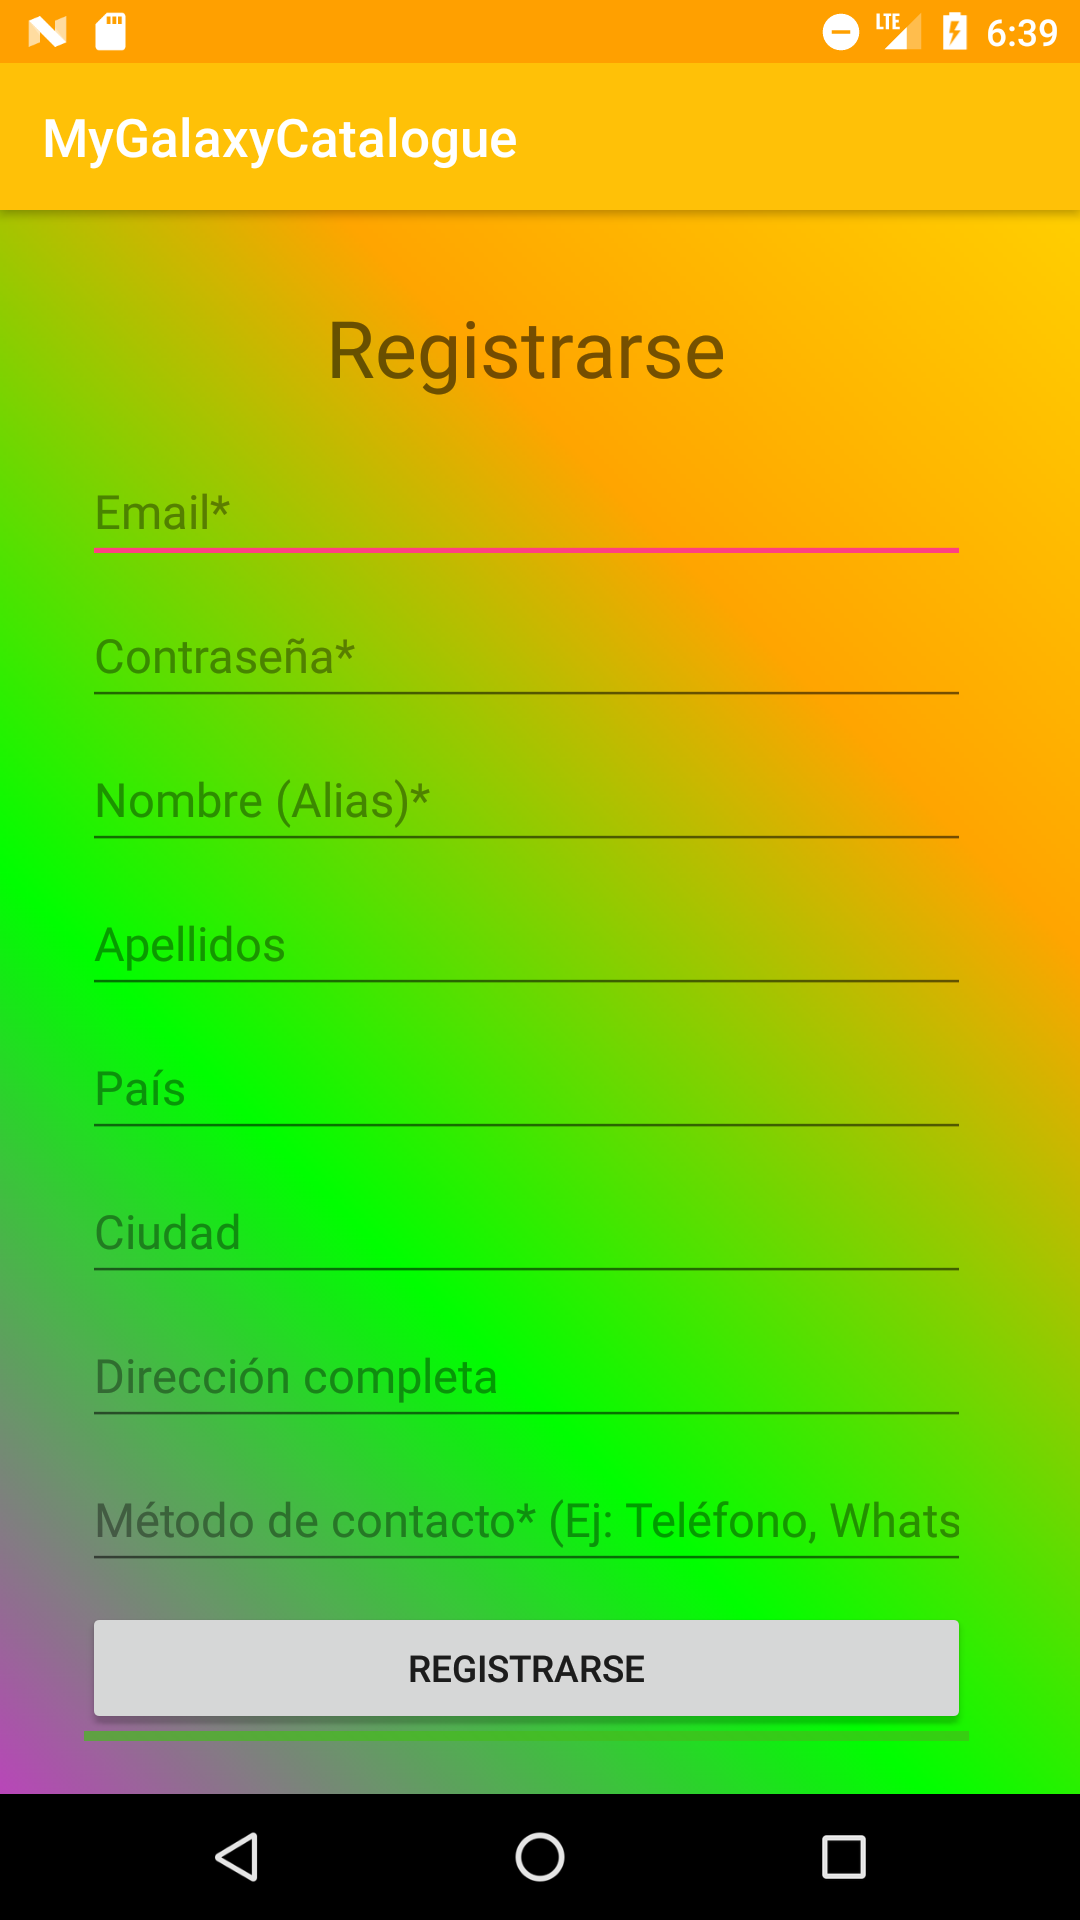 LTE 6:39
MyGalaxyCatalogue
Registrarse
Email*
Contraseña*
Nombre (Alias)*
Apellidos
País
Ciudad
Dirección completa
Método de contacto* (Ej: Teléfono, Whats
REGISTRARSE